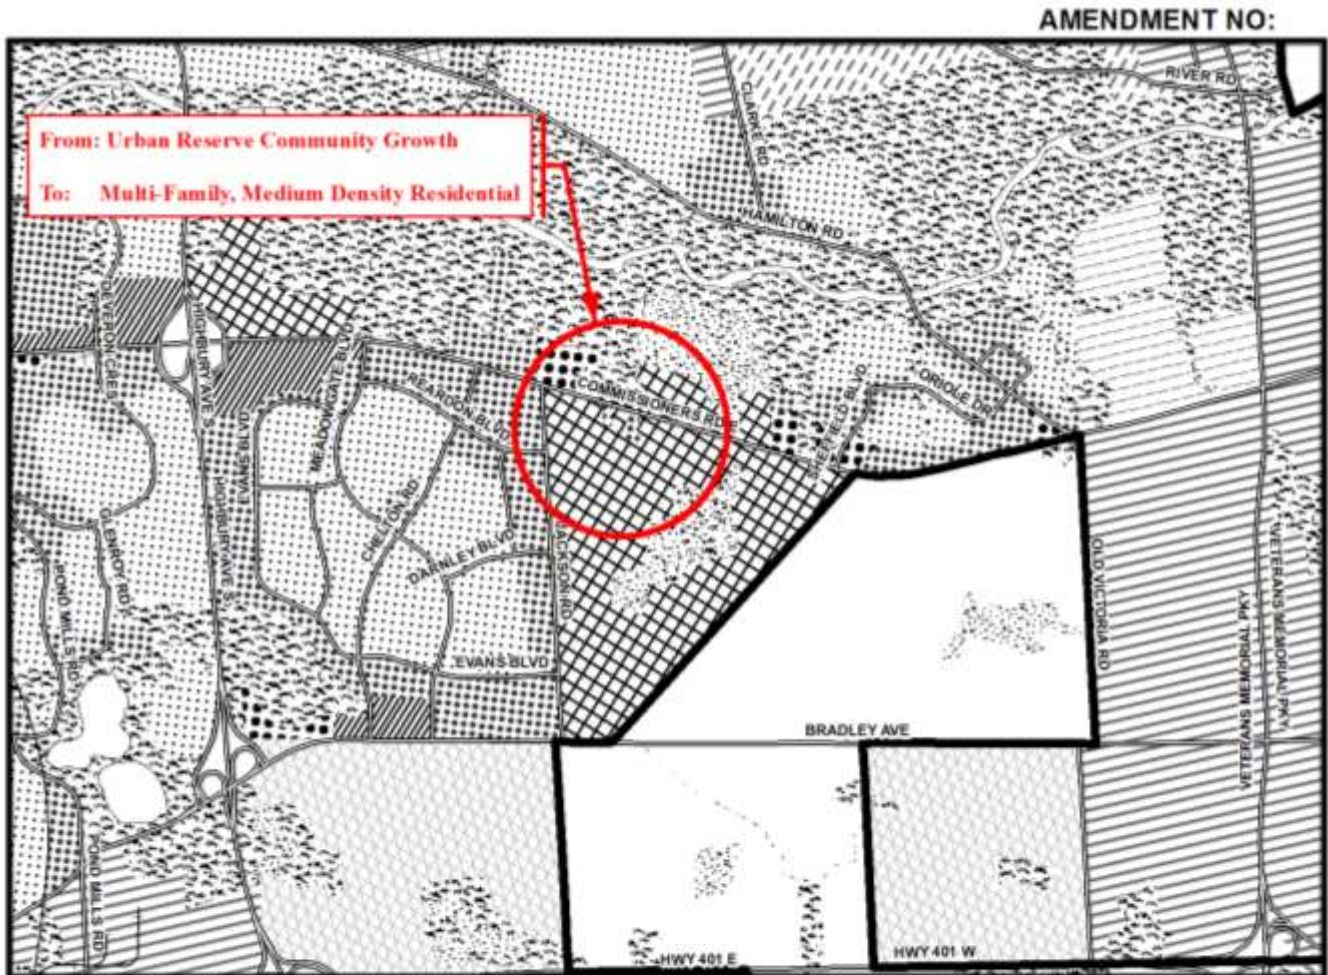 AMENDMENT NO:
RIVER RD
CLARKE RD
From: Urban Reserve Community Growth
To: Multi-Family, Medium Density Residential
HAMILTON RD
HIGHBURY AVE S
MEADOWGATE BLVD
REARDON BLVD
COMMISSIONERS RD E
ORIOLE DR
EVANS BLVD
HIGHBURY AVE S
CHELTON RD
DARNLEY BLVD
JACKSON RD
GLENROY RD
POND MILLS RD
OLD VICTORIA RD
VETERANS MEMORIAL PKY
VETERANS MEMORIAL PKY
EVANS BLVD
BRADLEY AVE
POND MILLS RD
HWY 401 E
HWY 401 W